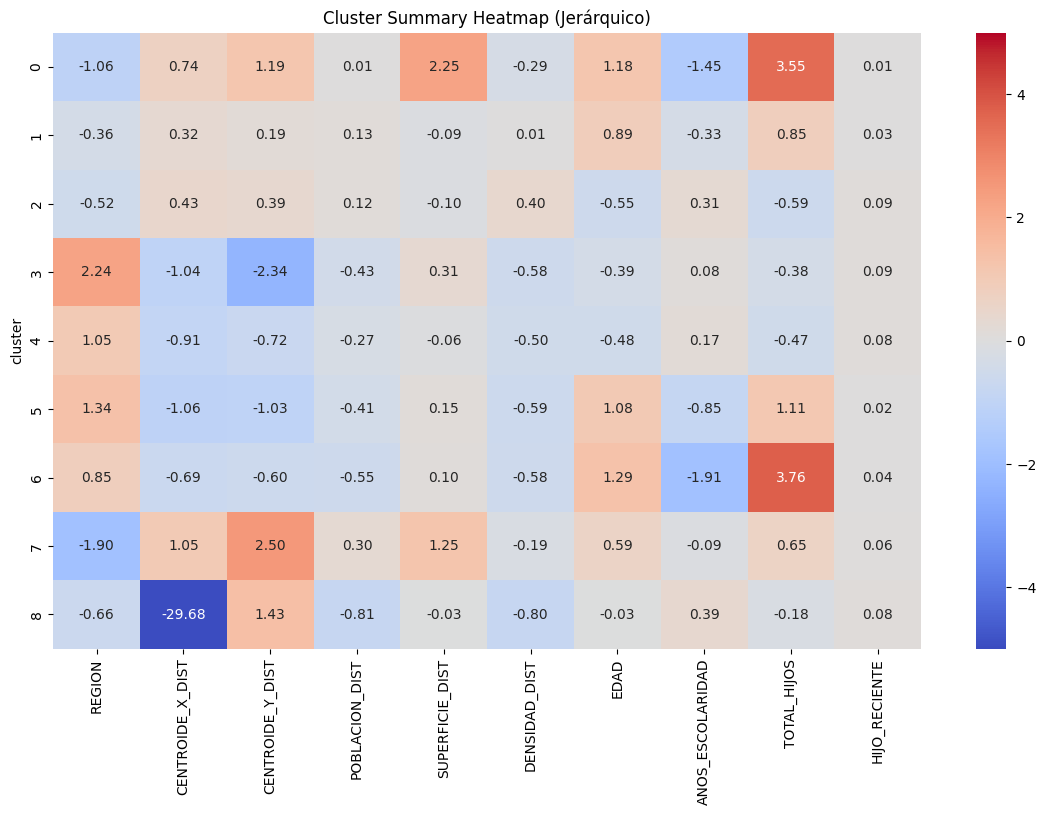 Cluster Summary Heatmap (Jerárquico)
cluster
0 -1.06 0.74 1.19 0.01 2.25 -0.29 1.18 -1.45 3.55 0.01
1 -0.36 0.32 0.19 0.13 -0.09 0.01 0.89 -0.33 0.85 0.03
2 -0.52 0.43 0.39 0.12 -0.10 0.40 -0.55 0.31 -0.59 0.09
3 2.24 -1.04 -2.34 -0.43 0.31 -0.58 -0.39 0.08 -0.38 0.09
4 1.05 -0.91 -0.72 -0.27 -0.06 -0.50 -0.48 0.17 -0.47 0.08
5 1.34 -1.06 -1.03 -0.41 0.15 -0.59 1.08 -0.85 1.11 0.02
6 0.85 -0.69 -0.60 -0.55 0.10 -0.58 1.29 -1.91 3.76 0.04
7 -1.90 1.05 2.50 0.30 1.25 -0.19 0.59 -0.09 0.65 0.06
8 -0.66 -29.68 1.43 -0.81 -0.03 -0.80 -0.03 0.39 -0.18 0.08
REGION
CENTROIDE_X_DIST
CENTROIDE_Y_DIST
POBLACION_DIST
SUPERFICIE_DIST
DENSIDAD_DIST
EDAD
ANOS_ESCOLARIDAD
TOTAL_HIJOS
HIJO_RECIENTE
4
2
0
−2
−4